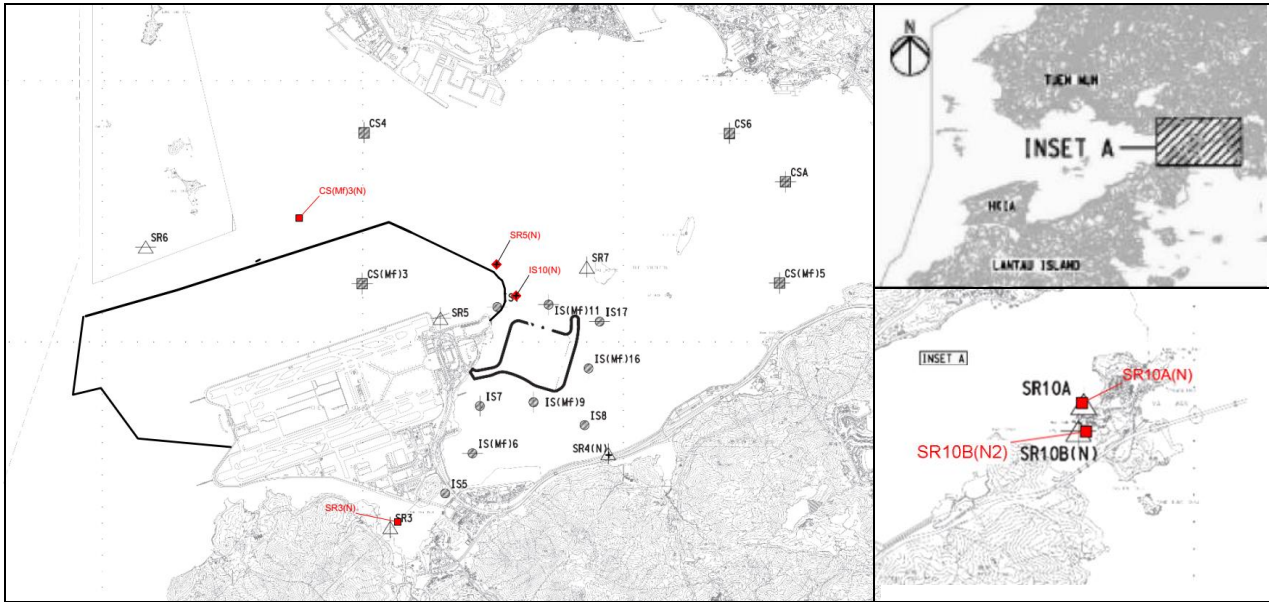 CS4
CS6
CSA
CS(Mf)3(N)
SR6
SR5(N)
SR7
CS(Mf)3
IS10(N)
CS(Mf)5
SR5
IS(Mf)11
IS17
IS(Mf)16
IS7
IS(Mf)9
IS8
IS(Mf)6
SR4(N)
IS5
SR3(N)
SR3
N
TUEN MUN
INSET A
HKIA
LANTAU ISLAND
INSET A
SR10A
SR10A(N)
SR10B(N2)
SR10B(N)